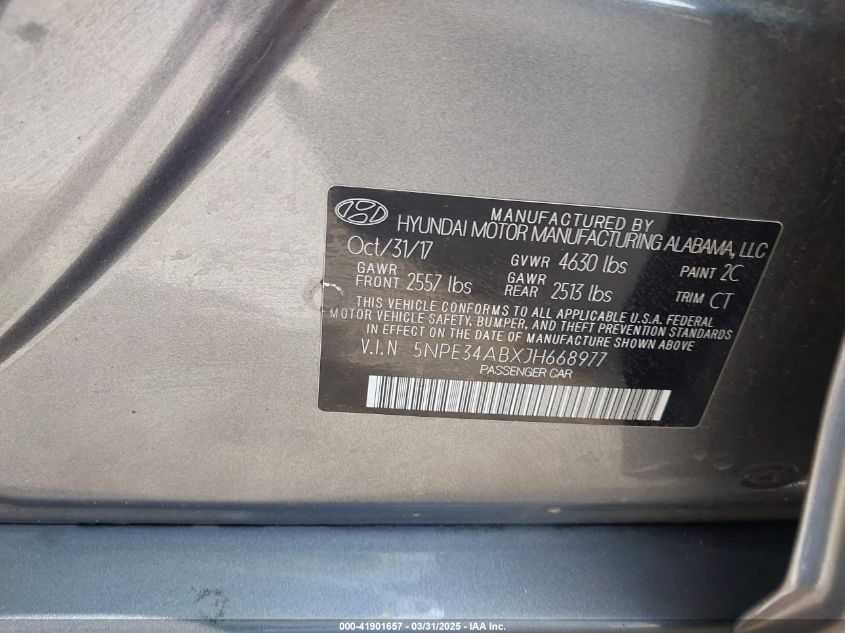 MANUFACTURED BY
HYUNDAI MOTOR MANUFACTURING ALABAMA, LLC
Oct/31/17 GVWR 4630 lbs PAINT 2C
GAWR FRONT 2557 lbs GAWR REAR 2513 lbs TRIM CT
THIS VEHICLE CONFORMS TO ALL APPLICABLE U.S.A. FEDERAL
MOTOR VEHICLE SAFETY, BUMPER, AND THEFT PREVENTION STANDARDS
IN EFFECT ON THE DATE OF MANUFACTURE SHOWN ABOVE.
V.I.N 5NPE34ABXJH668977
PASSENGER CAR
000-41901657 - 03/31/2025 - IAA Inc.